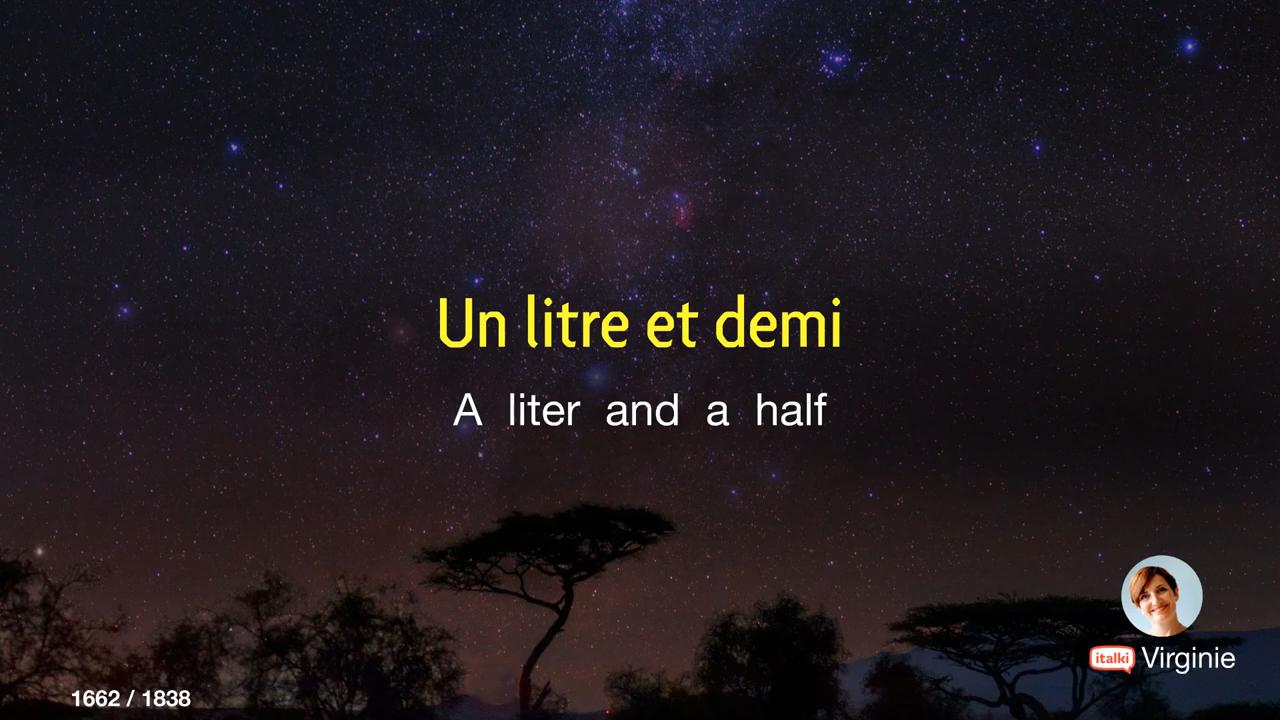 Un litre et demi
A liter and a half
italki Virginie
1662 / 1838